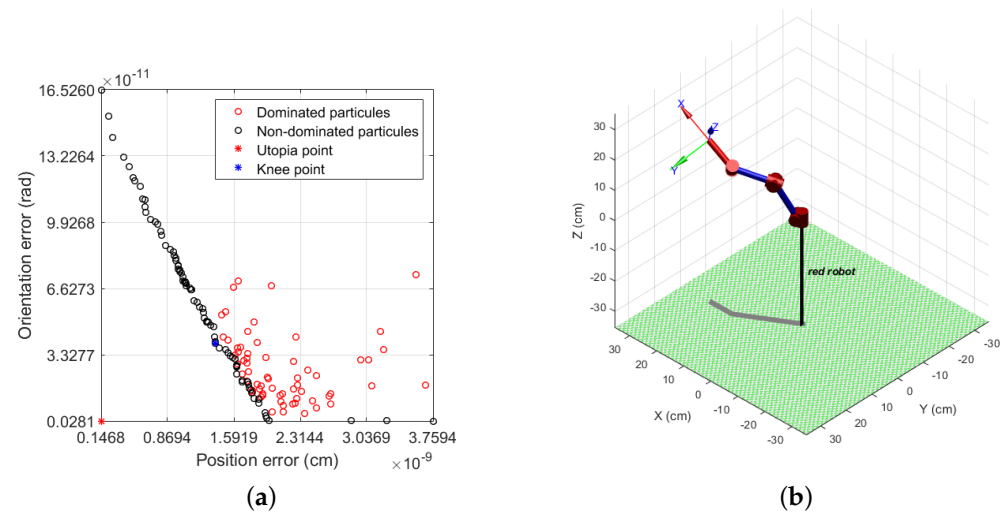 ×10⁻¹¹
16.5260
13.2264
9.9268
6.6273
3.3277
0.0281
Orientation error (rad)
Dominated particules
Non-dominated particules
Utopia point
Knee point
0.1468 0.8694 1.5919 2.3144 3.0369 3.7594
Position error (cm)
×10⁻⁹
(a)
X
Z
Y
30
20
10
0
-10
-20
-30
Z (cm)
red robot
30
20
10
0
-10
-20
-30
X (cm)
-30
-20
-10
0
10
20
30
Y (cm)
(b)